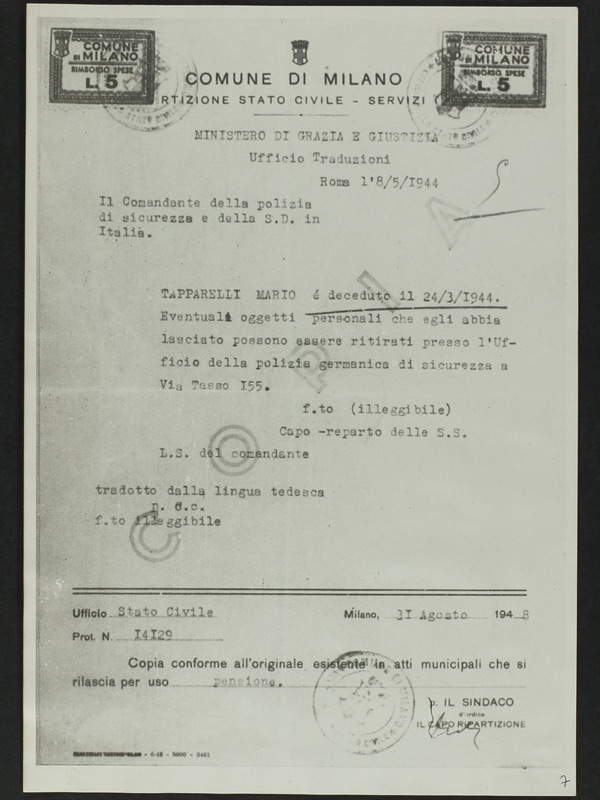 COMUNE
DI MILANO
RIMBORSO SPESE
L. 5
COMUNE
DI MILANO
RIMBORSO SPESE
L. 5
COMUNE DI MILANO
RTIZIONE STATO CIVILE - SERVIZI
MINISTERO DI GRAZIA E GIUSTIZIA
Ufficio Traduzioni
Roma l'8/5/I944
Il Comandante della polizia
di sicurezza e della S.D. in
Italia.
TAPPARELLI MARIO é deceduto il 24/3/I944.
Eventuali oggetti personali che egli abbia
lasciato possono essere ritirati presso l'Uf-
ficio della polizia germanica di sicurezza a
Via Tasso I55.
f.to (illeggibile)
Capo -reparto delle S.S.
L.S. del comandante
tradotto dalla lingua tedesca
f.to illeggibile
COPIA
Ufficio Stato Civile Milano, 3I Agosto 1948
Prot. N. I4I29
Copia conforme all'originale esistente in atti municipali che si
rilascia per uso pensione.
p. IL SINDACO
d'ordine
IL CAPO RIPARTIZIONE
7